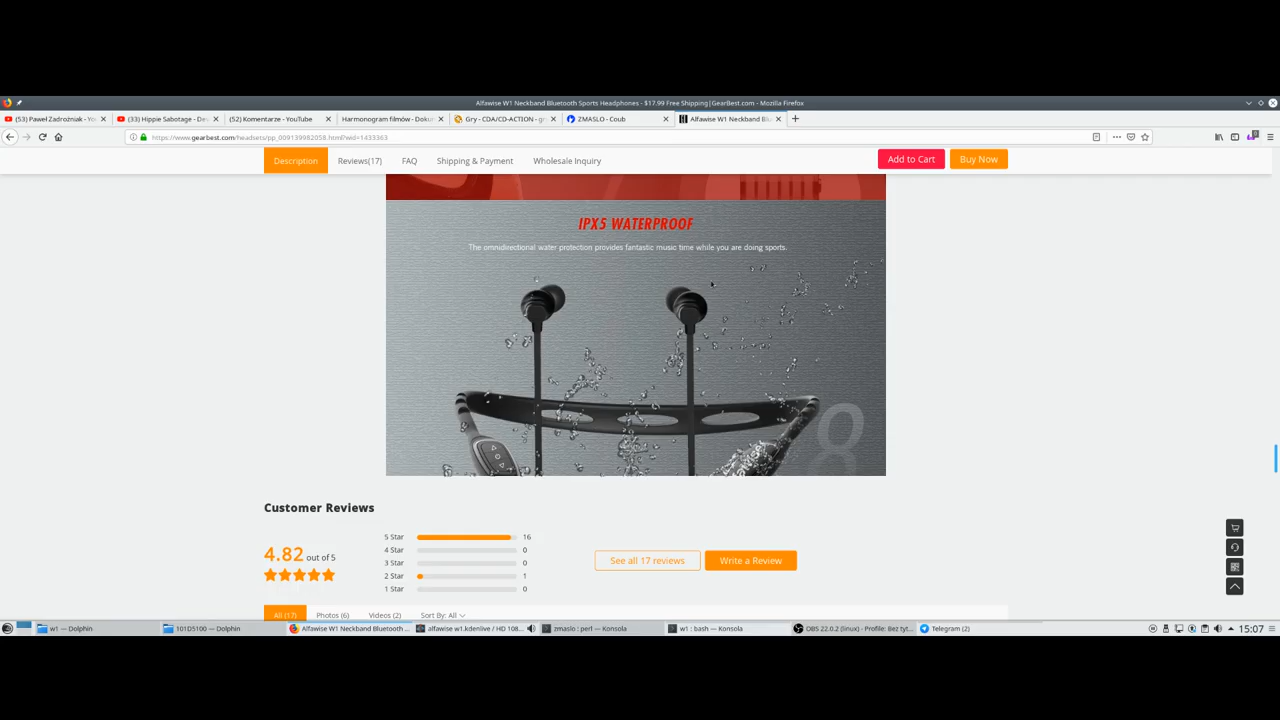 Alfawise W1 Neckband Bluetooth Sports Headphones - $17.99 Free Shipping|GearBest.com - Mozilla Firefox
(53) Paweł Zadrożniak - Yo
(33) Hippie Sabotage - Dev
(52) Komentarze - YouTube
Harmonogram filmów - Dokum
Gry - CDA/CD-ACTION - gr
ZMASLO - Coub
Alfawise W1 Neckband Blu
https://www.gearbest.com/headsets/pp_009139982058.html?wid=1433363
Description
Reviews(17)
FAQ
Shipping & Payment
Wholesale Inquiry
Add to Cart
Buy Now
IPX5 WATERPROOF
The omnidirectional water protection provides fantastic music time while you are doing sports.
8
Customer Reviews
4.82 out of 5
5 Star 16
4 Star 0
3 Star 0
2 Star 1
1 Star 0
See all 17 reviews
Write a Review
All (17)
Photos (6)
Videos (2)
Sort By: All
w1 — Dolphin
101D5100 — Dolphin
Alfawise W1 Neckband Bluetooth ...
alfawise w1.kdenlive / HD 108...
zmaslo : perl — Konsola
w1 : bash — Konsola
OBS 22.0.2 (linux) - Profile: Bez tyt...
Telegram (2)
15:07